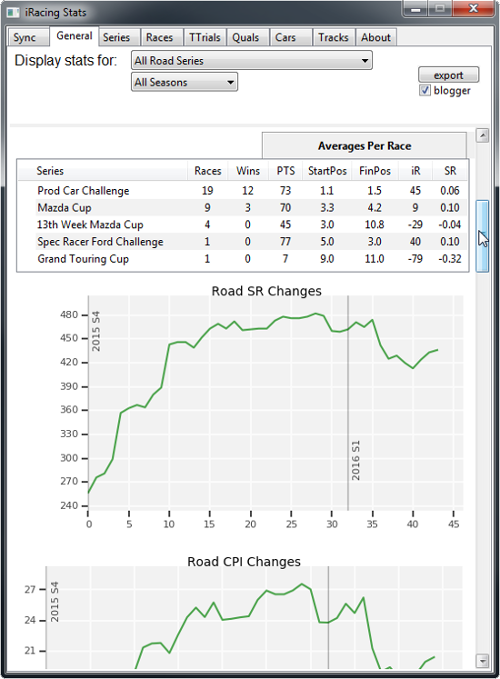 iRacing Stats
Sync General Series Races TTrials Quals Cars Tracks About
Display stats for: All Road Series
All Seasons
export
blogger
Averages Per Race
Series Races Wins PTS StartPos FinPos iR SR
Prod Car Challenge 19 12 73 1.1 1.5 45 0.06
Mazda Cup 9 3 70 3.3 4.2 9 0.10
13th Week Mazda Cup 4 0 45 3.0 10.8 -29 -0.04
Spec Racer Ford Challenge 1 0 77 5.0 3.0 40 0.10
Grand Touring Cup 1 0 7 9.0 11.0 -79 -0.32
Road SR Changes
480
450
420
390
360
330
300
270
240
2015 S4
2016 S1
0 5 10 15 20 25 30 35 40 45
Road CPI Changes
27
24
21
2015 S4